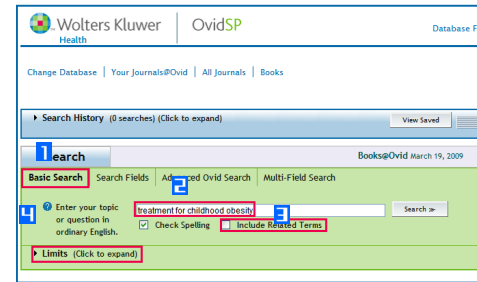 Wolters Kluwer OvidSP
Health
Database F
Change Database | Your Journals@Ovid | All Journals | Books
Search History (0 searches) (Click to expand) View Saved
1
earch Books@Ovid March 19, 2009
Basic Search Search Fields Advanced Ovid Search Multi-Field Search
2
4 Enter your topic or question in ordinary English.
treatment for childhood obesity Search >>
3
Check Spelling Include Related Terms
Limits (Click to expand)